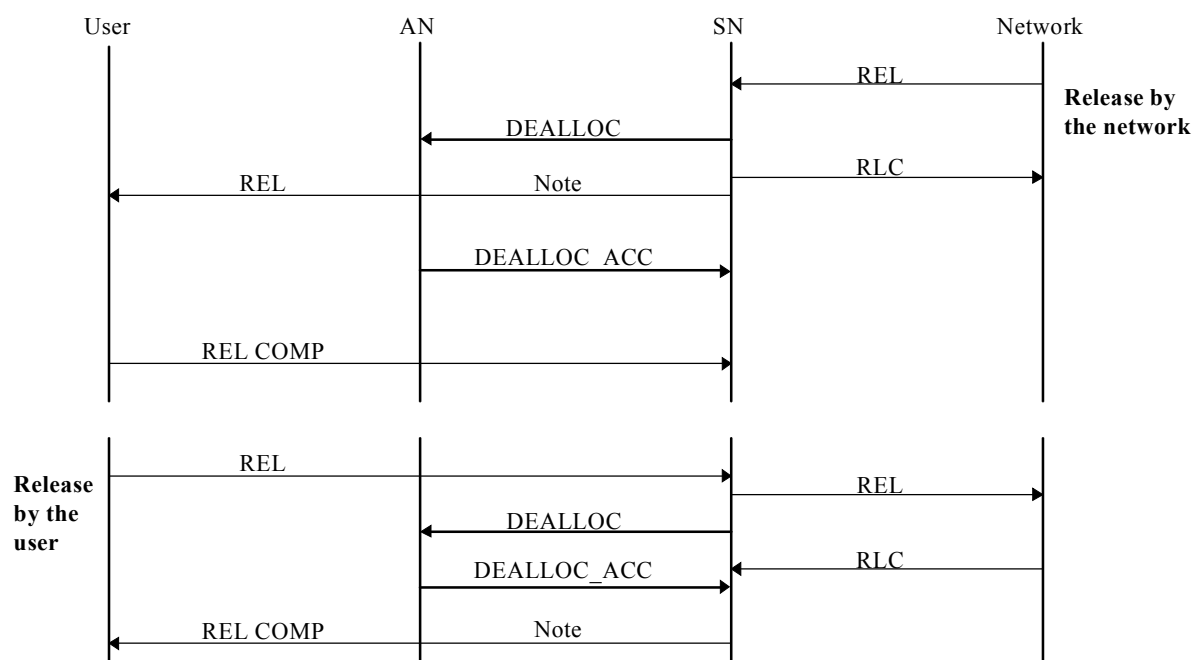 User AN SN Network
REL
Release by
the network
DEALLOC
RLC
REL Note
DEALLOC_ACC
REL COMP
REL
Release
by the
user
REL
DEALLOC
RLC
DEALLOC_ACC
REL COMP Note